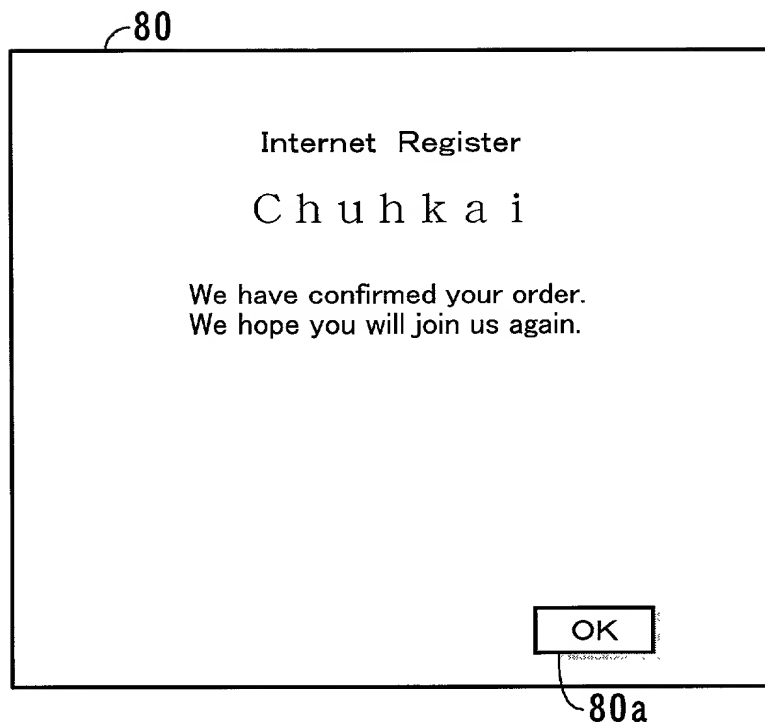 80
Internet Register
Chuhkai
We have confirmed your order.
We hope you will join us again.
OK
80a